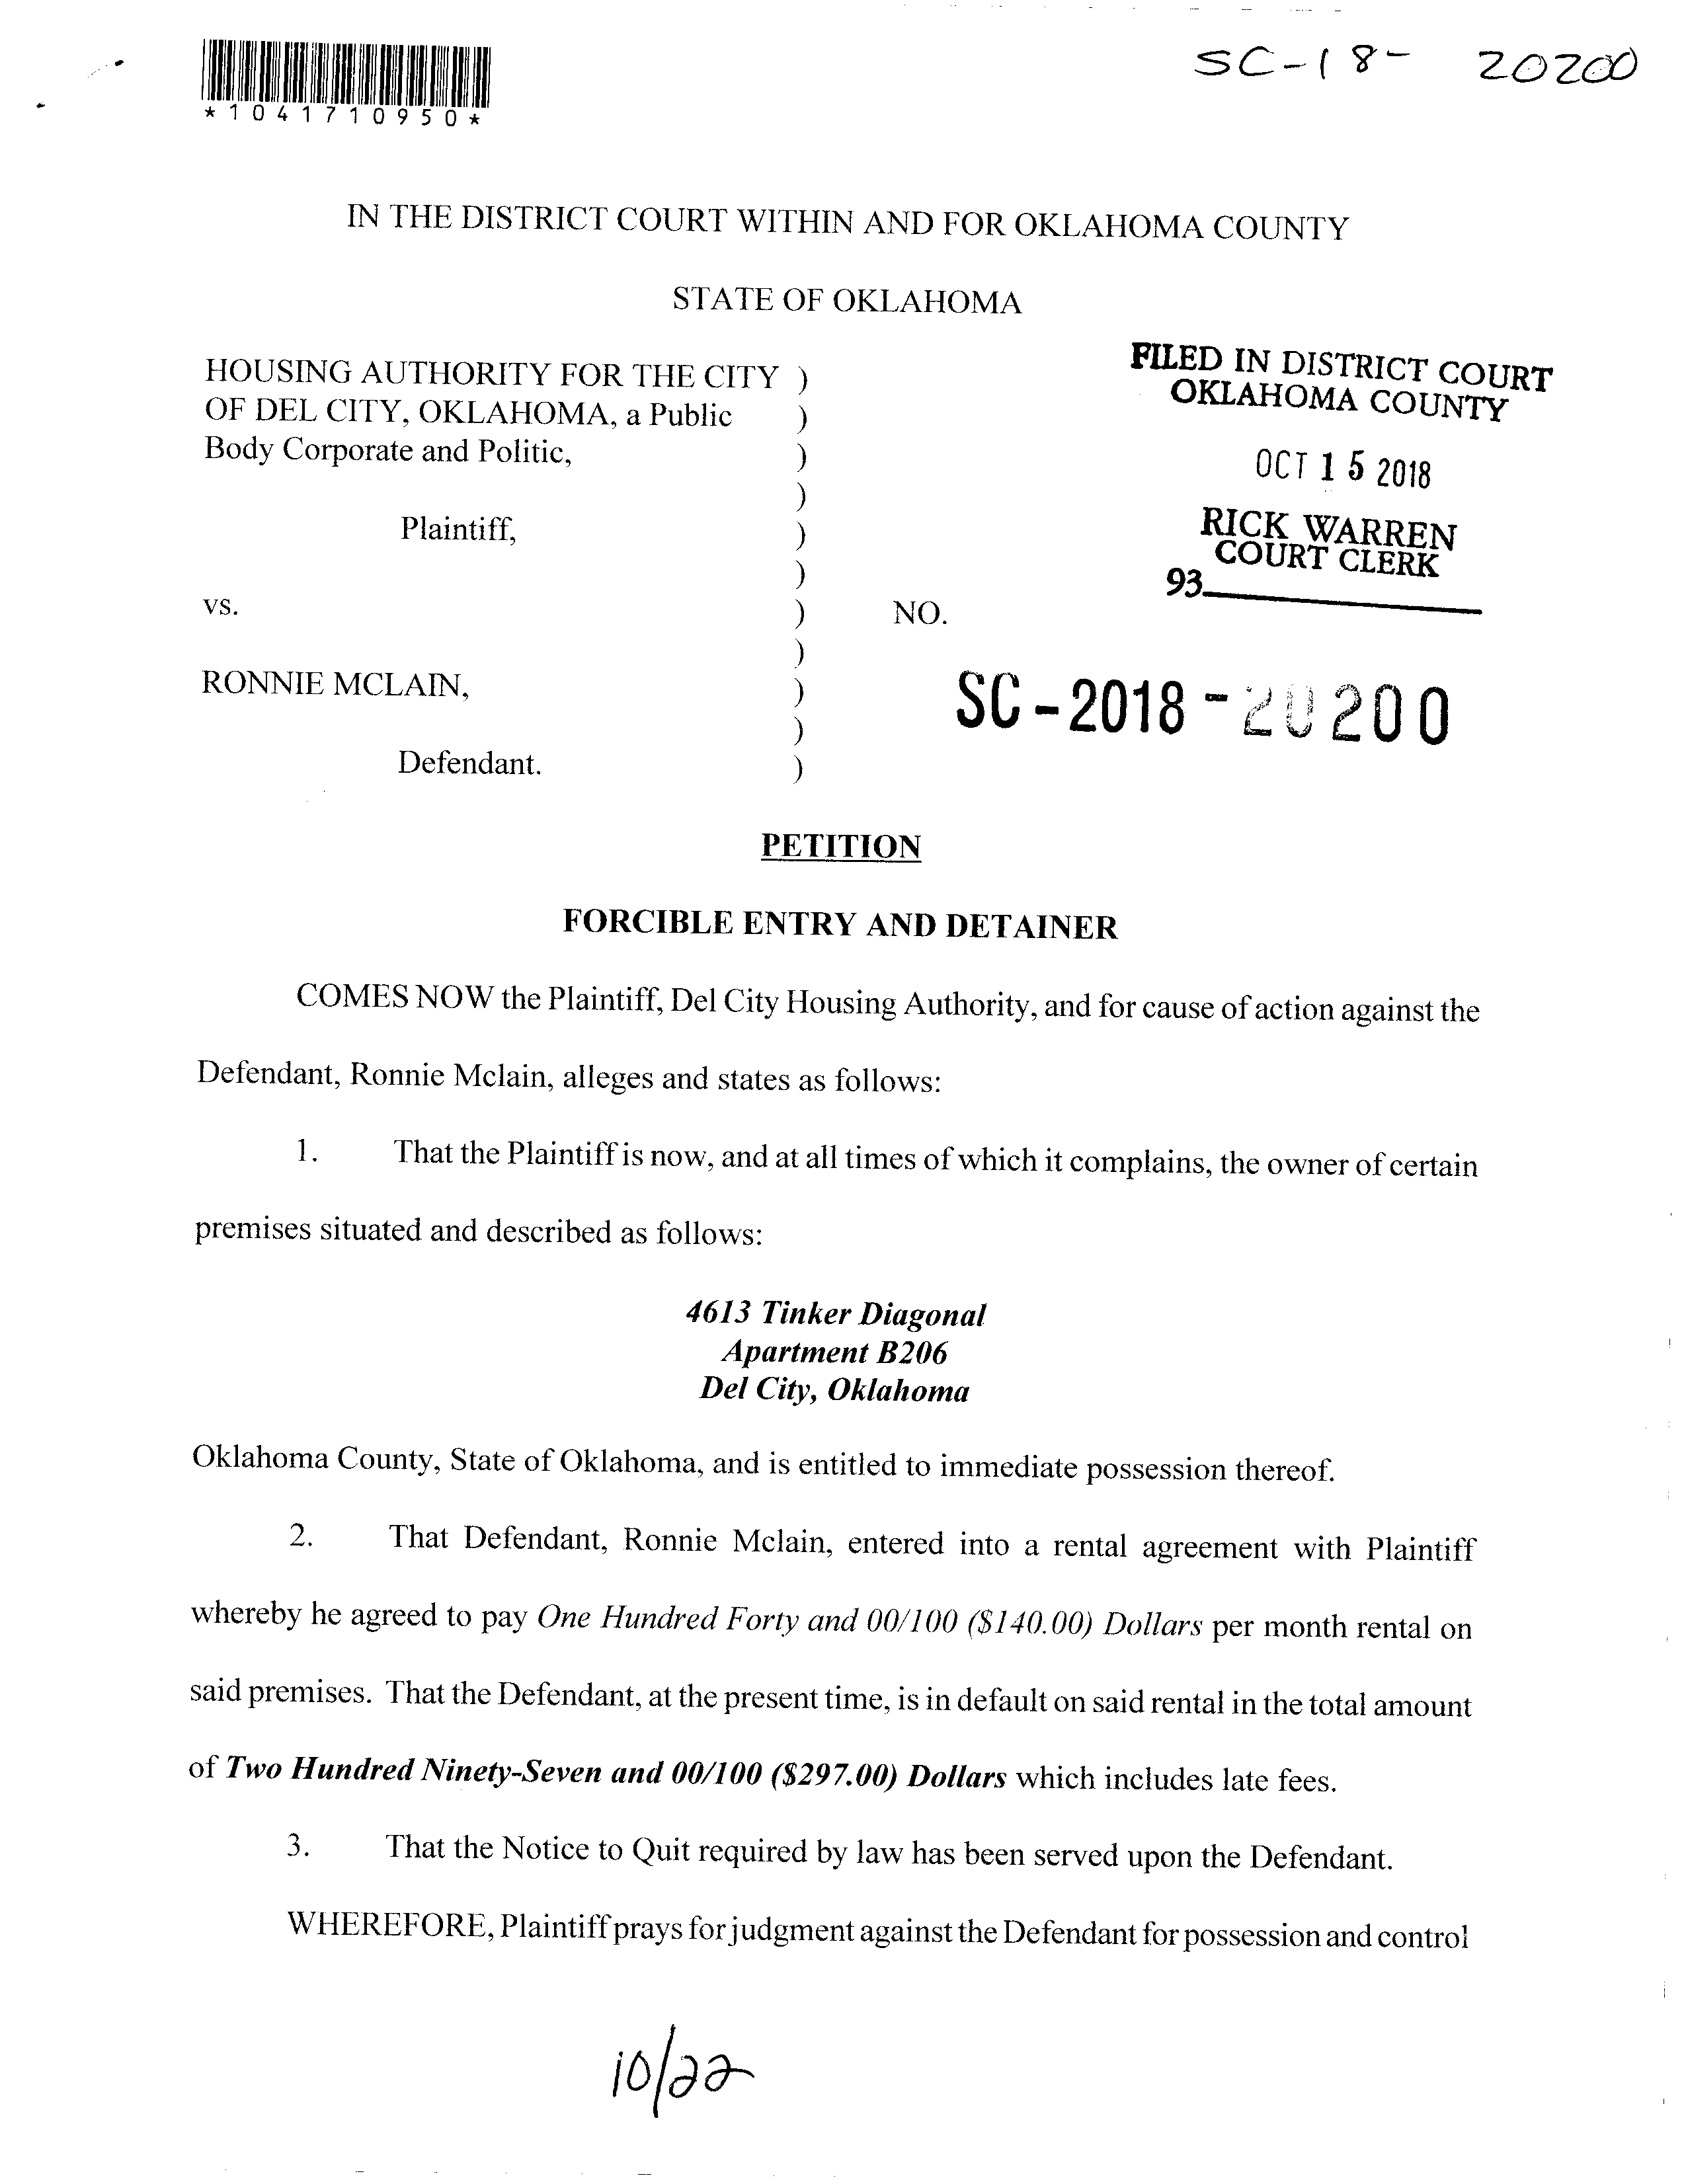 SC-18- 20200
*1041710950*
IN THE DISTRICT COURT WITHIN AND FOR OKLAHOMA COUNTY
STATE OF OKLAHOMA
HOUSING AUTHORITY FOR THE CITY )
OF DEL CITY, OKLAHOMA, a Public )
Body Corporate and Politic, )
)
Plaintiff, )
)
vs. ) NO.
)
RONNIE MCLAIN, )
)
Defendant. )
FILED IN DISTRICT COURT
OKLAHOMA COUNTY
OCT 15 2018
RICK WARREN
COURT CLERK
93
SC-2018-20200
PETITION
FORCIBLE ENTRY AND DETAINER
COMES NOW the Plaintiff, Del City Housing Authority, and for cause of action against the
Defendant, Ronnie Mclain, alleges and states as follows:
1. That the Plaintiff is now, and at all times of which it complains, the owner of certain
premises situated and described as follows:
4613 Tinker Diagonal
Apartment B206
Del City, Oklahoma
Oklahoma County, State of Oklahoma, and is entitled to immediate possession thereof.
2. That Defendant, Ronnie Mclain, entered into a rental agreement with Plaintiff
whereby he agreed to pay One Hundred Forty and 00/100 ($140.00) Dollars per month rental on
said premises. That the Defendant, at the present time, is in default on said rental in the total amount
of Two Hundred Ninety-Seven and 00/100 ($297.00) Dollars which includes late fees.
3. That the Notice to Quit required by law has been served upon the Defendant.
WHEREFORE, Plaintiff prays for judgment against the Defendant for possession and control
10/22